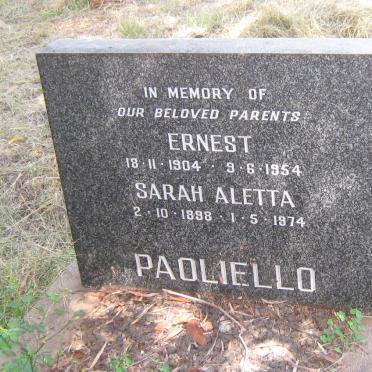 IN MEMORY OF
OUR BELOVED PARENTS
ERNEST
18·11·1904 · 9·6·1954
SARAH ALETTA
2·10·1898 · 1·5·1974
PAOLIELLO